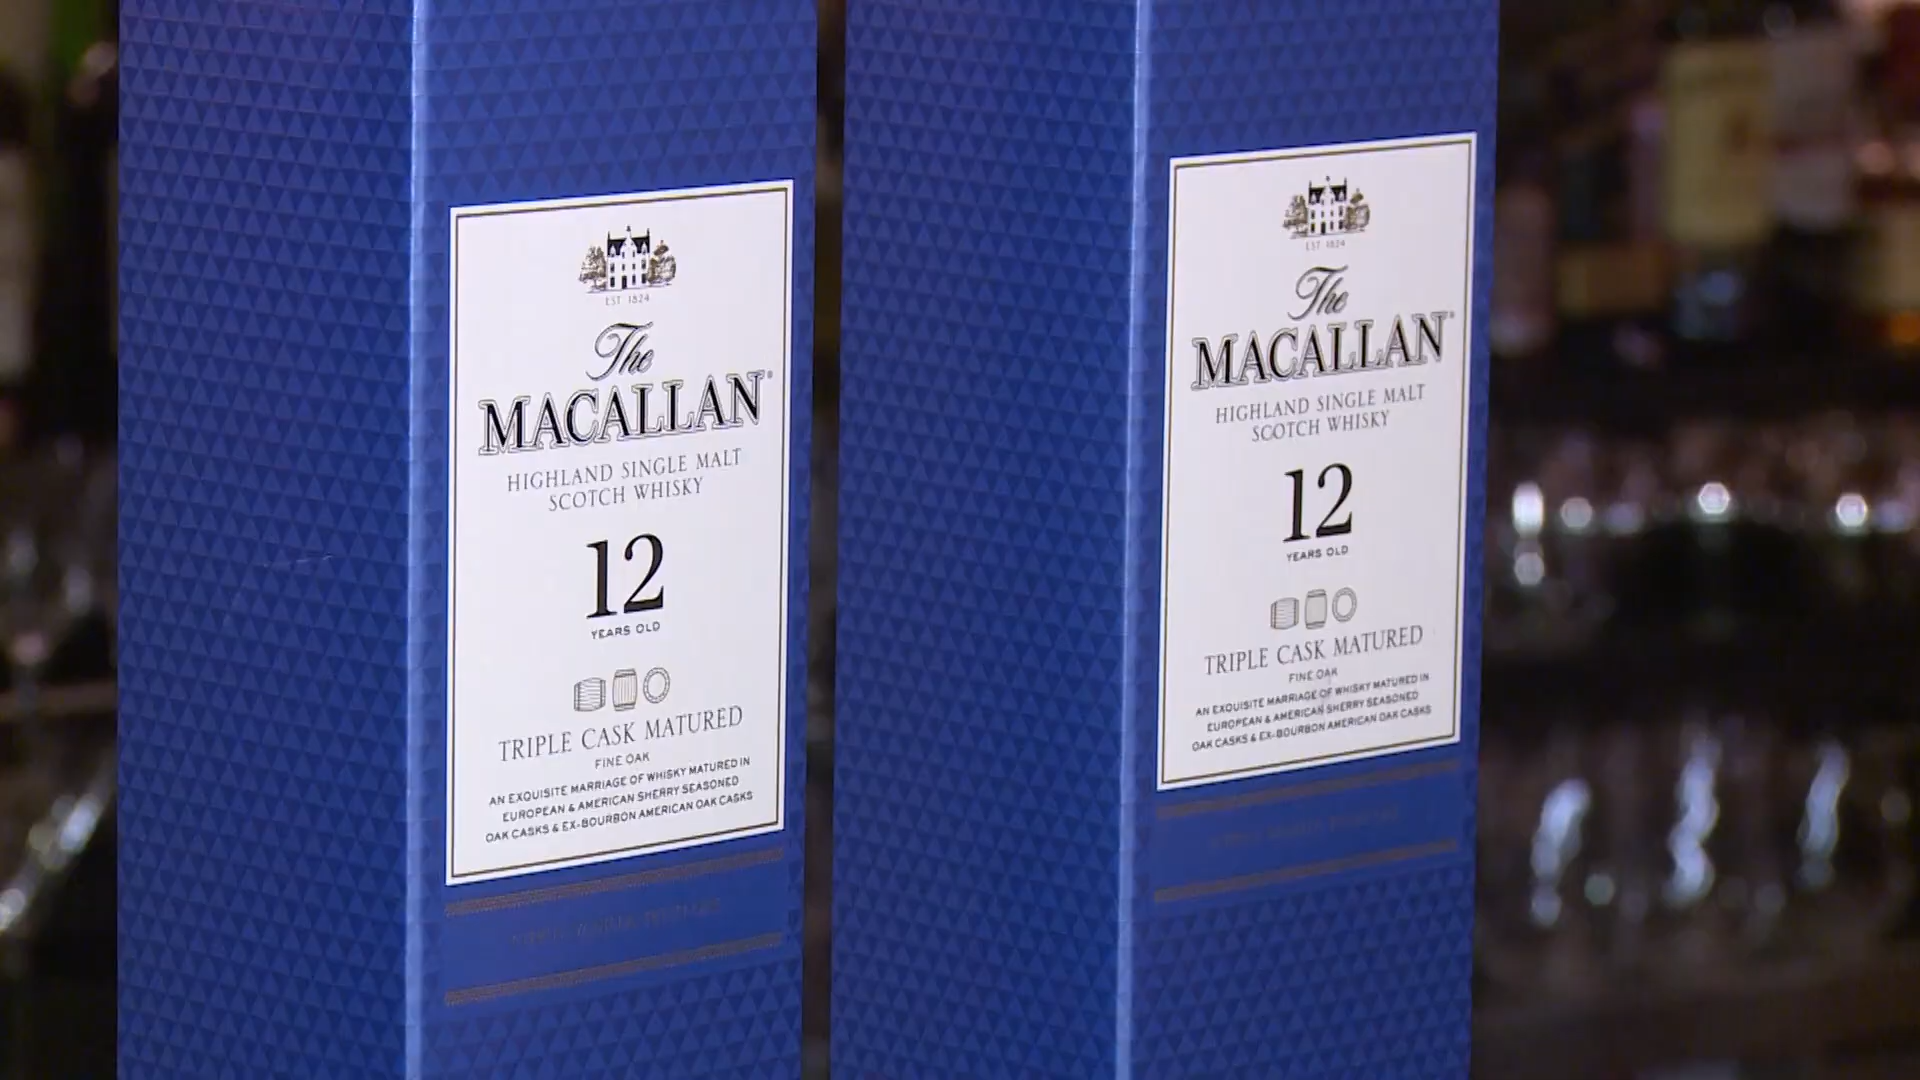 EST 1824
The
MACALLAN
HIGHLAND SINGLE MALT
SCOTCH WHISKY
12
YEARS OLD
TRIPLE CASK MATURED
FINE OAK
AN EXQUISITE MARRIAGE OF WHISKY MATURED IN
EUROPEAN & AMERICAN SHERRY SEASONED
OAK CASKS & EX-BOURBON AMERICAN OAK CASKS
EST 1824
The
MACALLAN
HIGHLAND SINGLE MALT
SCOTCH WHISKY
12
YEARS OLD
TRIPLE CASK MATURED
FINE OAK
AN EXQUISITE MARRIAGE OF WHISKY MATURED IN
EUROPEAN & AMERICAN SHERRY SEASONED
OAK CASKS & EX-BOURBON AMERICAN OAK CASKS